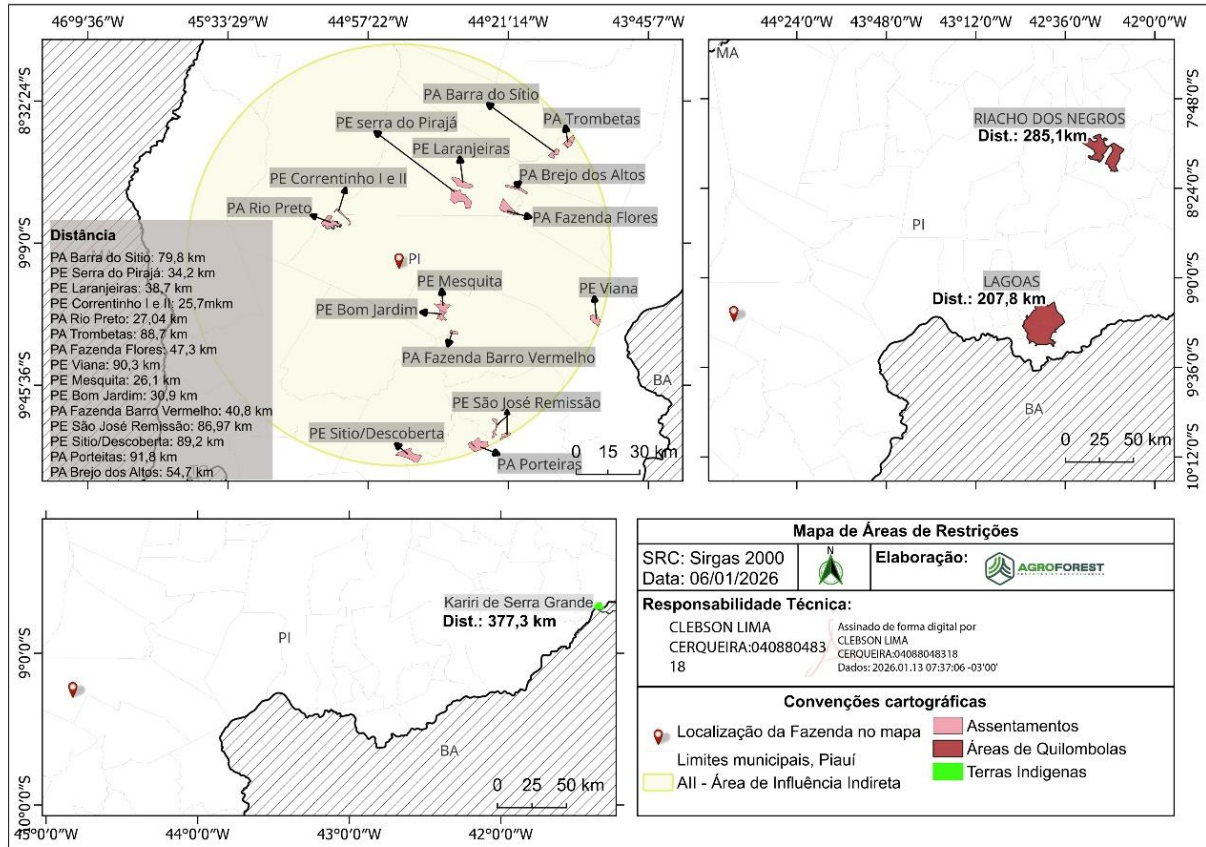 46°9'36"W 45°33'29"W 44°57'22"W 44°21'14"W 43°45'7"W
8°32'24"S
9°9'0"S
9°45'36"S
PA Barra do Sítio
PA Trombetas
PE serra do Pirajá
PE Laranjeiras
PE Correntinho I e II
PA Brejo dos Altos
PA Rio Preto
PA Fazenda Flores
PI
PE Mesquita
PE Viana
PE Bom Jardim
PA Fazenda Barro Vermelho
BA
PE São José Remissão
PE Sitio/Descoberta
PA Porteiras
0 15 30 km
Distância
PA Barra do Sitio: 79,8 km
PE Serra do Pirajá: 34,2 km
PE Laranjeiras: 38,7 km
PE Correntinho I e II: 25,7mkm
PA Rio Preto: 27,04 km
PA Trombetas: 88,7 km
PA Fazenda Flores: 47,3 km
PE Viana: 90,3 km
PE Mesquita: 26,1 km
PE Bom Jardim: 30,9 km
PA Fazenda Barro Vermelho: 40,8 km
PE São José Remissão: 86,97 km
PE Sitio/Descoberta: 89,2 km
PA Porteitas: 91,8 km
PA Brejo dos Altos: 54,7 km
44°24'0"W 43°48'0"W 43°12'0"W 42°36'0"W 42°0'0"W
MA
7°48'0"S
RIACHO DOS NEGROS
Dist.: 285,1km
8°24'0"S
PI
LAGOAS
9°0'0"S
Dist.: 207,8 km
9°36'0"S
BA
0 25 50 km
10°12'0"S
Kariri de Serra Grande
Dist.: 377,3 km
PI
9°0'0"S
BA
0 25 50 km
10°0'0"S
45°0'0"W 44°0'0"W 43°0'0"W 42°0'0"W
Mapa de Áreas de Restrições
SRC: Sirgas 2000
Data: 06/01/2026
N
Elaboração:
AGROFOREST
Responsabilidade Técnica:
CLEBSON LIMA
CERQUEIRA:040880483
18
Assinado de forma digital por
CLEBSON LIMA
CERQUEIRA:04088048318
Dados: 2026.01.13 07:37:06 -03'00'
Convenções cartográficas
Localização da Fazenda no mapa
Limites municipais, Piauí
AII - Área de Influência Indireta
Assentamentos
Áreas de Quilombolas
Terras Indigenas